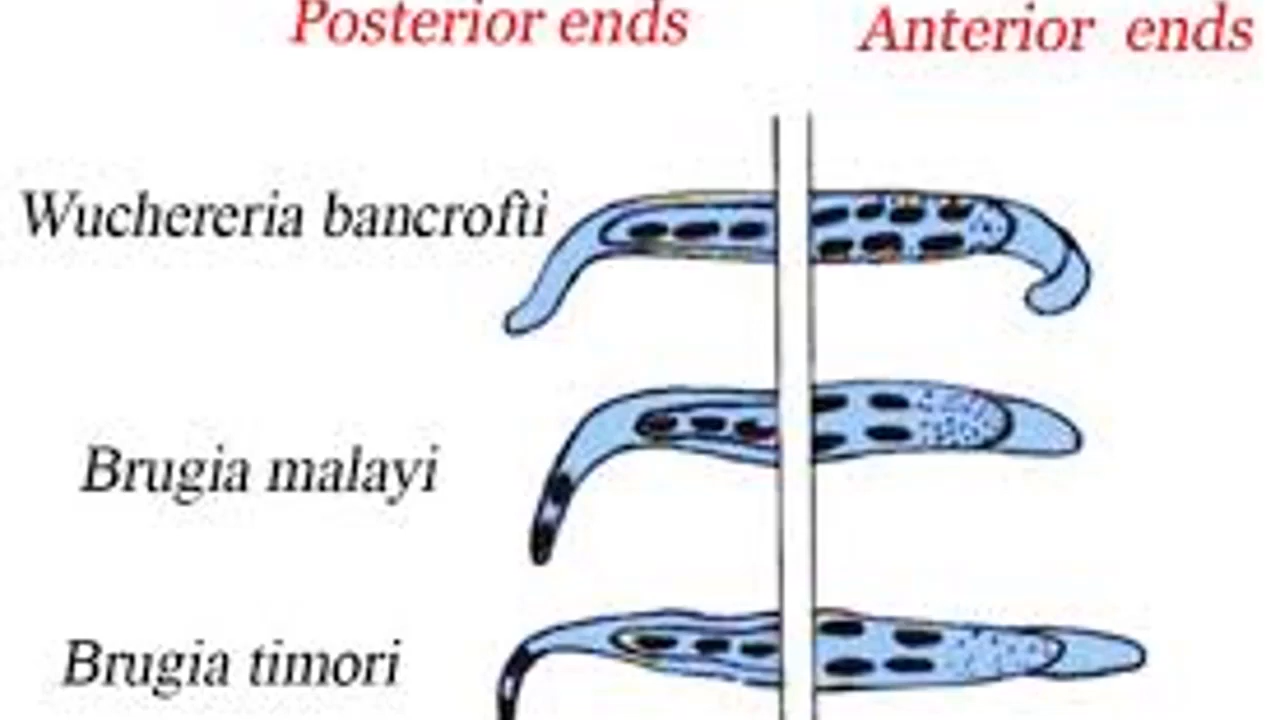 Posterior ends Anterior ends
Wuchereria bancrofti
Brugia malayi
Brugia timori